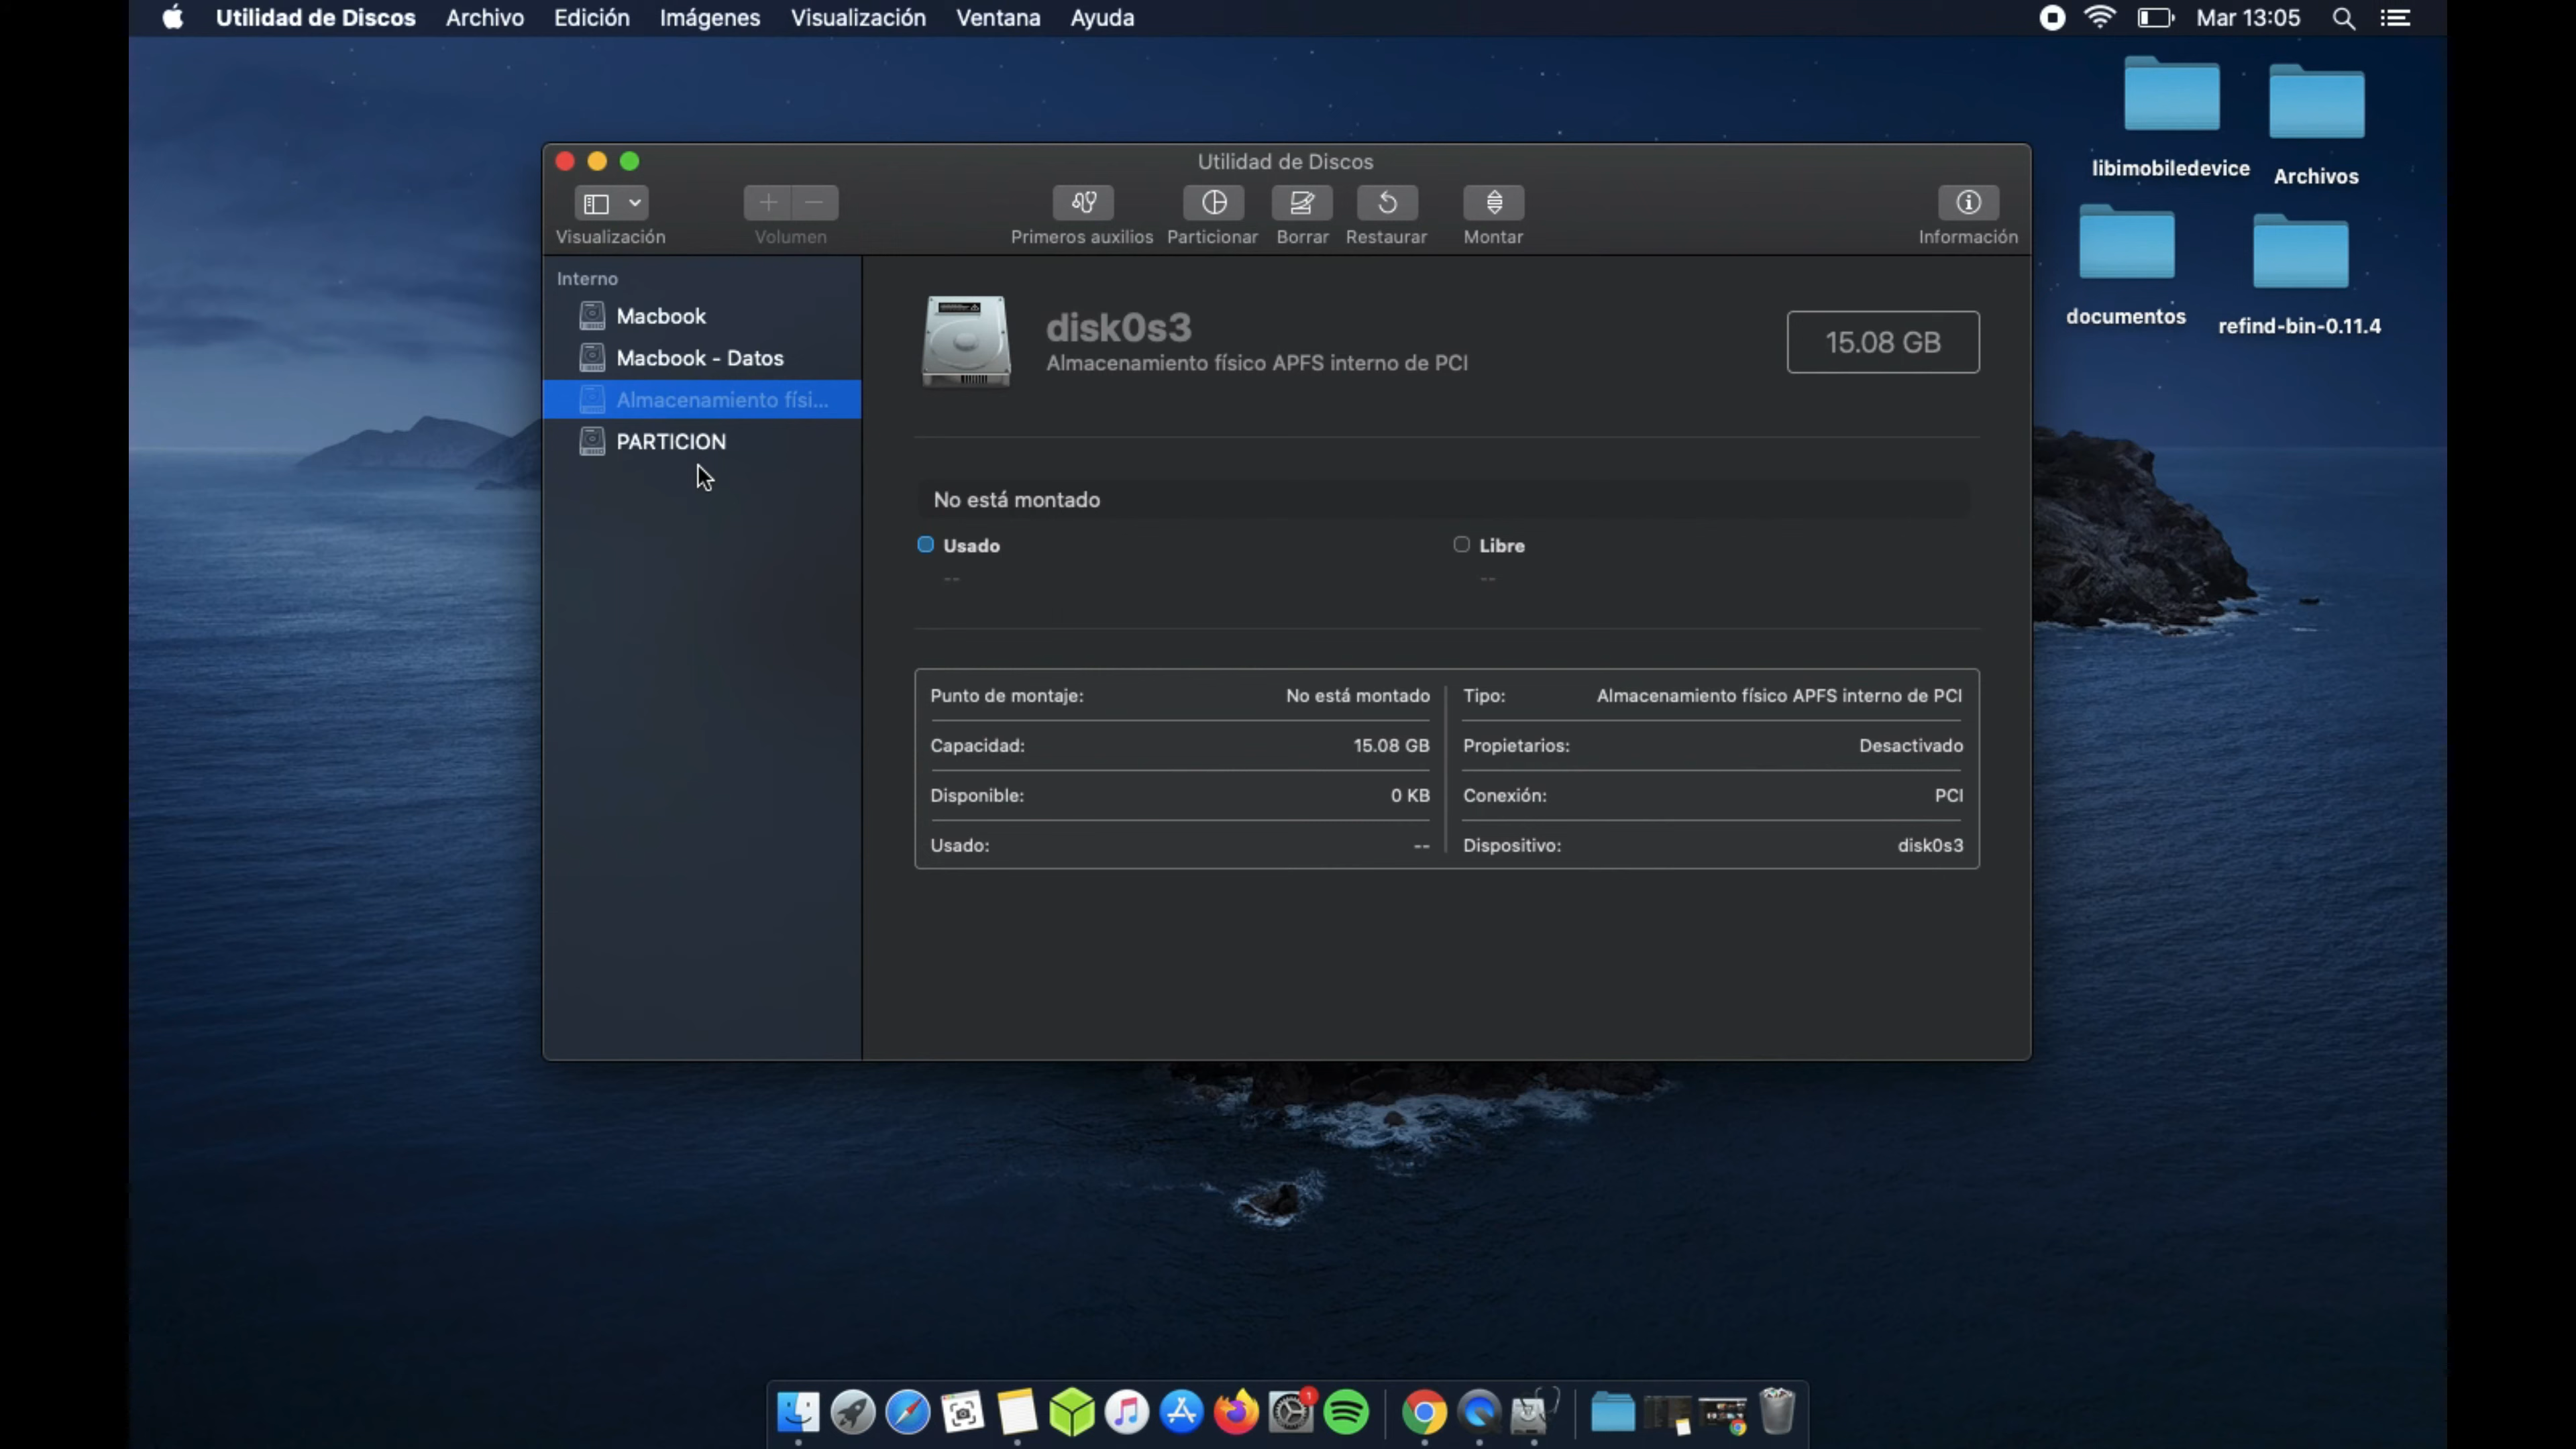 Utilidad de Discos Archivo Edición Imágenes Visualización Ventana Ayuda Mar 13:05
libimobiledevice Archivos
documentos refind-bin-0.11.4
Utilidad de Discos
Visualización Volumen Primeros auxilios Particionar Borrar Restaurar Montar Información
Interno
Macbook
Macbook - Datos
Almacenamiento físi...
PARTICION
disk0s3
Almacenamiento físico APFS interno de PCI
15.08 GB
No está montado
Usado Libre
-- --
Punto de montaje: No está montado Tipo: Almacenamiento físico APFS interno de PCI
Capacidad: 15.08 GB Propietarios: Desactivado
Disponible: 0 KB Conexión: PCI
Usado: -- Dispositivo: disk0s3
1